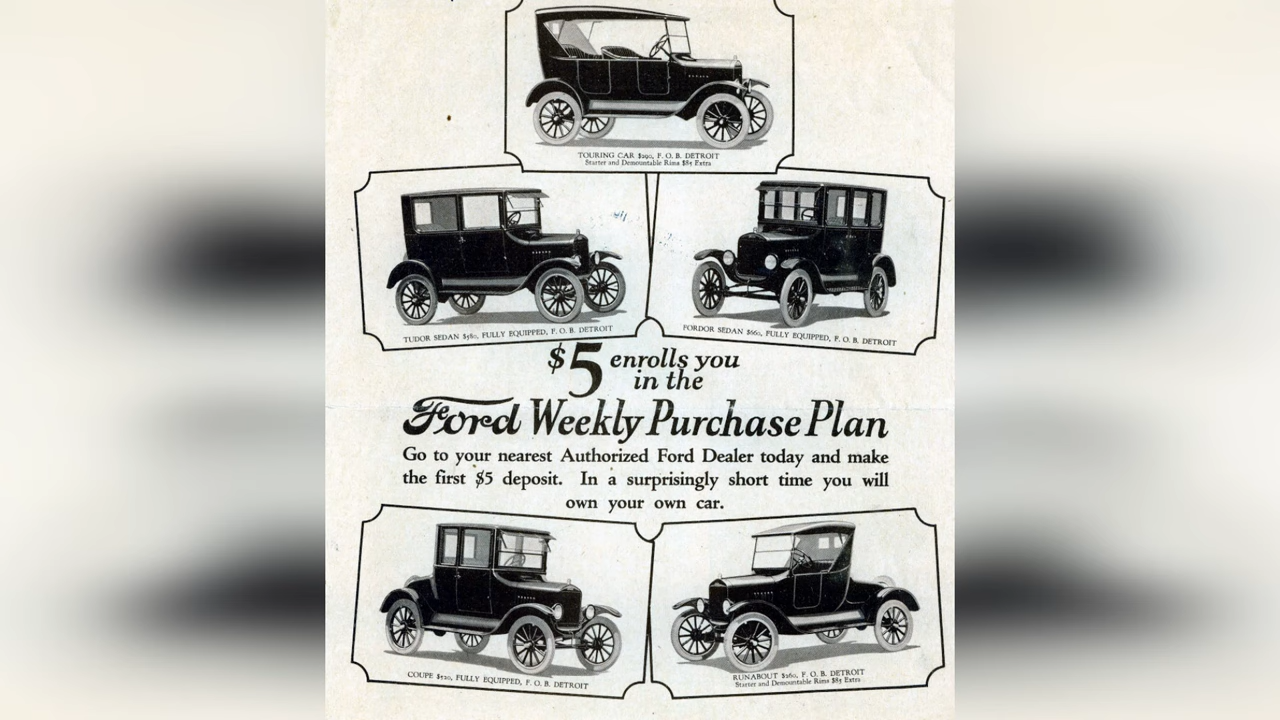 TOURING CAR $290, F. O. B. DETROIT
Starter and Demountable Rims $85 Extra
TUDOR SEDAN $580, FULLY EQUIPPED, F. O. B. DETROIT
FORDOR SEDAN $660, FULLY EQUIPPED, F. O. B. DETROIT
$5 enrolls you
in the
Ford Weekly Purchase Plan
Go to your nearest Authorized Ford Dealer today and make
the first $5 deposit. In a surprisingly short time you will
own your own car.
COUPE $520, FULLY EQUIPPED, F. O. B. DETROIT
RUNABOUT $260, F. O. B. DETROIT
Starter and Demountable Rims $85 Extra